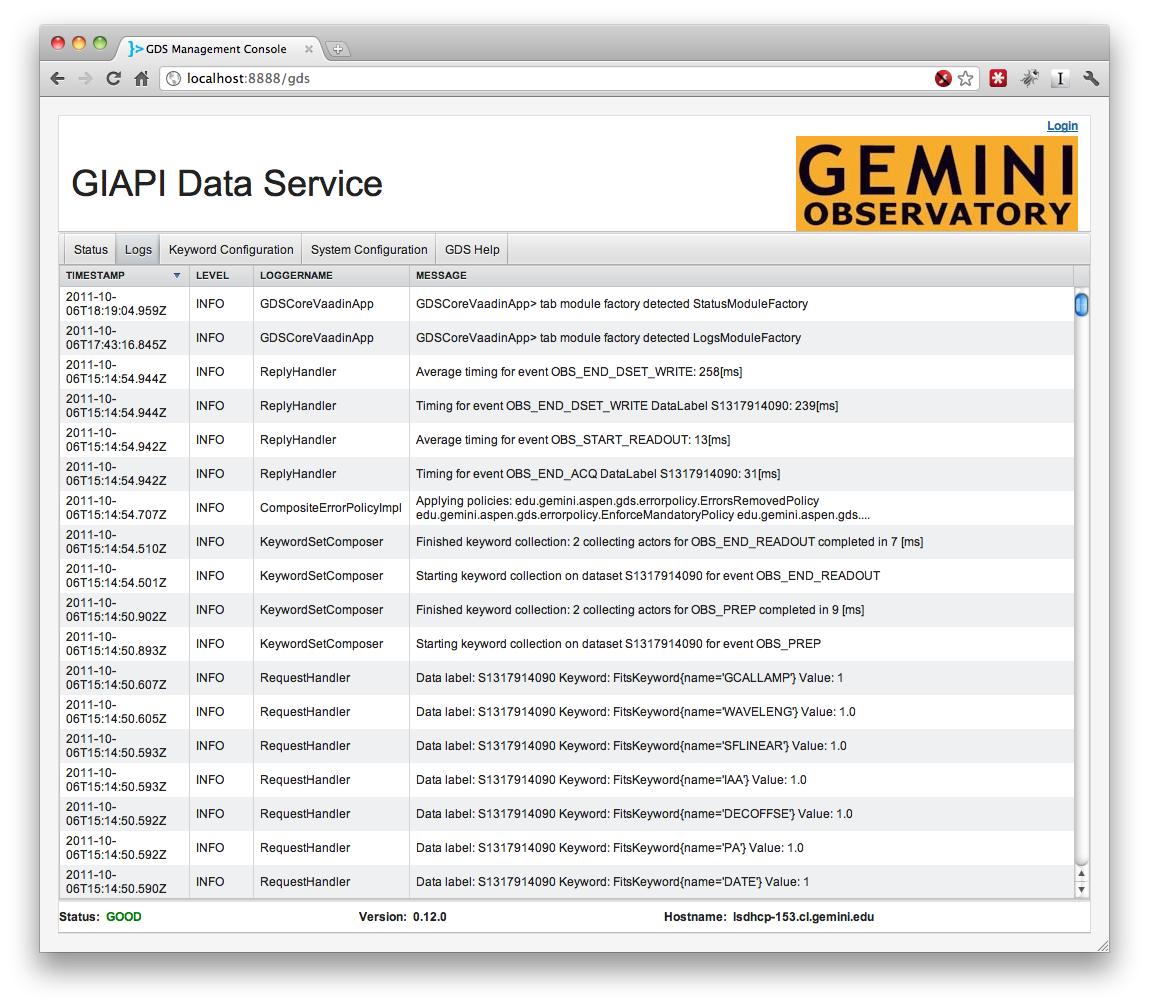 GDS Management Console
localhost:8888/gds
Login
GIAPI Data Service
GEMINI
OBSERVATORY
Status Logs Keyword Configuration System Configuration GDS Help
TIMESTAMP LEVEL LOGGERNAME MESSAGE
2011-10-
06T18:19:04.959Z INFO GDSCoreVaadinApp GDSCoreVaadinApp> tab module factory detected StatusModuleFactory
2011-10-
06T17:43:16.845Z INFO GDSCoreVaadinApp GDSCoreVaadinApp> tab module factory detected LogsModuleFactory
2011-10-
06T15:14:54.944Z INFO ReplyHandler Average timing for event OBS_END_DSET_WRITE: 258[ms]
2011-10-
06T15:14:54.944Z INFO ReplyHandler Timing for event OBS_END_DSET_WRITE DataLabel S1317914090: 239[ms]
2011-10-
06T15:14:54.942Z INFO ReplyHandler Average timing for event OBS_START_READOUT: 13[ms]
2011-10-
06T15:14:54.942Z INFO ReplyHandler Timing for event OBS_END_ACQ DataLabel S1317914090: 31[ms]
2011-10- Applying policies: edu.gemini.aspen.gds.errorpolicy.ErrorsRemovedPolicy
06T15:14:54.707Z INFO CompositeErrorPolicyImpl edu.gemini.aspen.gds.errorpolicy.EnforceMandatoryPolicy edu.gemini.aspen.gds....
2011-10-
06T15:14:54.510Z INFO KeywordSetComposer Finished keyword collection: 2 collecting actors for OBS_END_READOUT completed in 7 [ms]
2011-10-
06T15:14:54.501Z INFO KeywordSetComposer Starting keyword collection on dataset S1317914090 for event OBS_END_READOUT
2011-10-
06T15:14:50.902Z INFO KeywordSetComposer Finished keyword collection: 2 collecting actors for OBS_PREP completed in 9 [ms]
2011-10-
06T15:14:50.893Z INFO KeywordSetComposer Starting keyword collection on dataset S1317914090 for event OBS_PREP
2011-10-
06T15:14:50.607Z INFO RequestHandler Data label: S1317914090 Keyword: FitsKeyword{name='GCALLAMP'} Value: 1
2011-10-
06T15:14:50.605Z INFO RequestHandler Data label: S1317914090 Keyword: FitsKeyword{name='WAVELENG'} Value: 1.0
2011-10-
06T15:14:50.593Z INFO RequestHandler Data label: S1317914090 Keyword: FitsKeyword{name='SFLINEAR'} Value: 1.0
2011-10-
06T15:14:50.593Z INFO RequestHandler Data label: S1317914090 Keyword: FitsKeyword{name='IAA'} Value: 1.0
2011-10-
06T15:14:50.592Z INFO RequestHandler Data label: S1317914090 Keyword: FitsKeyword{name='DECOFFSE'} Value: 1.0
2011-10-
06T15:14:50.592Z INFO RequestHandler Data label: S1317914090 Keyword: FitsKeyword{name='PA'} Value: 1.0
2011-10-
06T15:14:50.590Z INFO RequestHandler Data label: S1317914090 Keyword: FitsKeyword{name='DATE'} Value: 1
Status: GOOD Version: 0.12.0 Hostname: lsdhcp-153.cl.gemini.edu